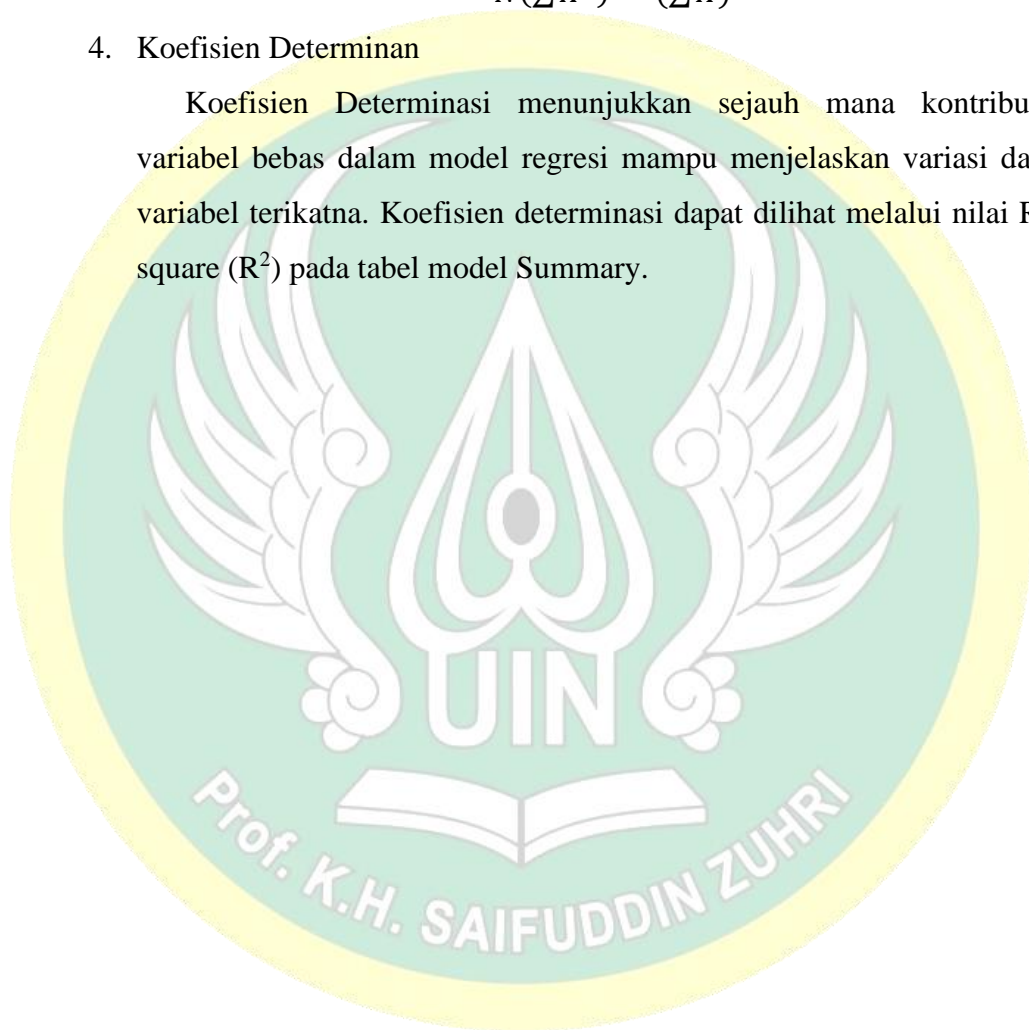 4. Koefisien Determinan
Koefisien Determinasi menunjukkan sejauh mana kontribu
variabel bebas dalam model regresi mampu menjelaskan variasi da
variabel terikatna. Koefisien determinasi dapat dilihat melalui nilai R
square (R²) pada tabel model Summary.
UIN
Prof. K.H. SAIFUDDIN ZUHRI